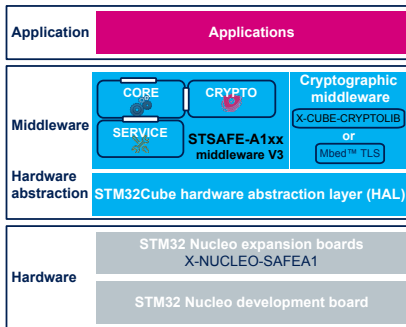 Application
Applications
Middleware
CORE
CRYPTO
SERVICE
STSAFE-A1xx
middleware V3
Cryptographic
middleware
X-CUBE-CRYPTOLIB
or
Mbed™ TLS
Hardware
abstraction
STM32Cube hardware abstraction layer (HAL)
Hardware
STM32 Nucleo expansion boards
X-NUCLEO-SAFEA1
STM32 Nucleo development board